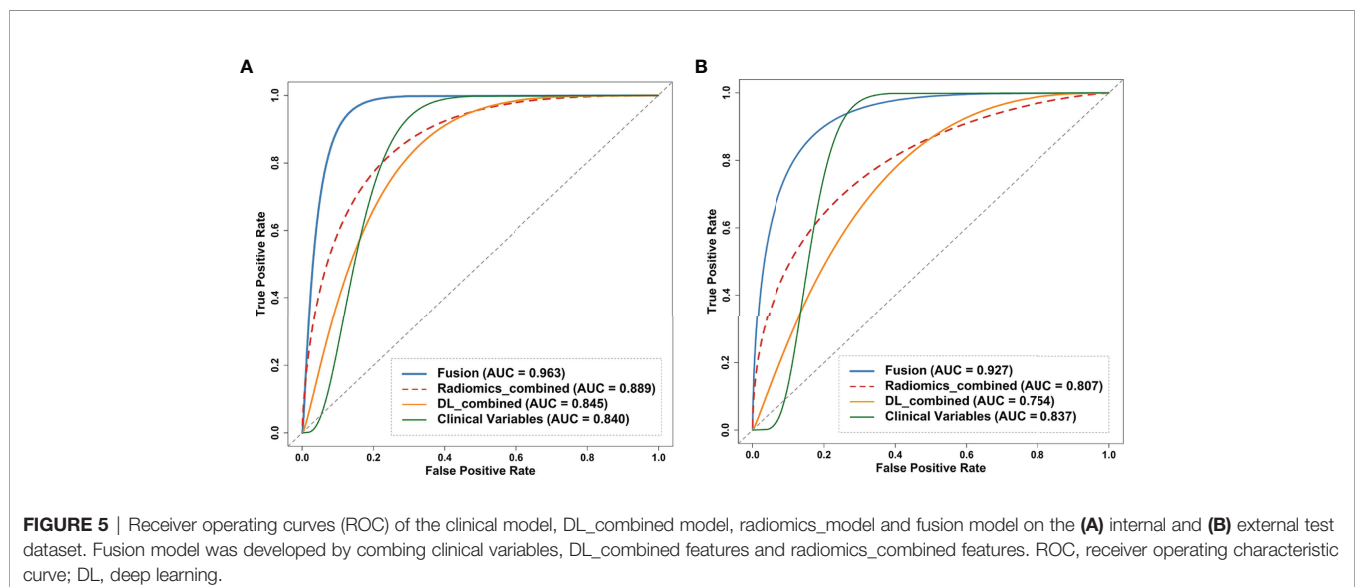 A
True Positive Rate
1.0
0.8
0.6
0.4
0.2
0.0
Fusion (AUC = 0.963)
Radiomics_combined (AUC = 0.889)
DL_combined (AUC = 0.845)
Clinical Variables (AUC = 0.840)
0.0 0.2 0.4 0.6 0.8 1.0
False Positive Rate
B
True Positive Rate
1.0
0.8
0.6
0.4
0.2
0.0
Fusion (AUC = 0.927)
Radiomics_combined (AUC = 0.807)
DL_combined (AUC = 0.754)
Clinical Variables (AUC = 0.837)
0.0 0.2 0.4 0.6 0.8 1.0
False Positive Rate
FIGURE 5 | Receiver operating curves (ROC) of the clinical model, DL_combined model, radiomics_model and fusion model on the (A) internal and (B) external test
dataset. Fusion model was developed by combing clinical variables, DL_combined features and radiomics_combined features. ROC, receiver operating characteristic
curve; DL, deep learning.